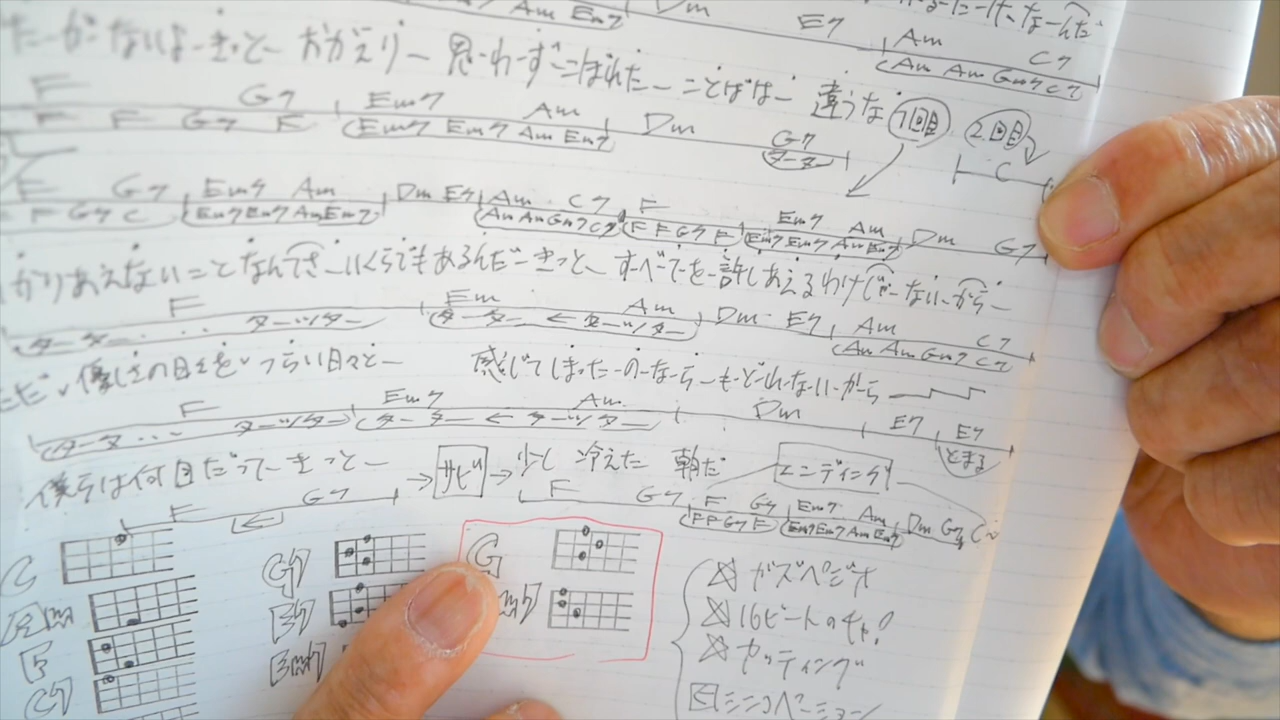 Am Em7 Dm E7 Am C7
Am Am Gm7 C7
たーかーないはーきっとー おかえりー 思ーわーずーこぼれたー ことばはー 違うな 1回目 2回目
F G7 Em7 Am Dm G7 C
F F G7 F Em7 Em7 Am Em7 ターター
F G7 Em7 Am Dm E7 Am C7 F Em7 Am Dm G7
F G7 C Em7 Em7 Am Em7 Am Am Gm7 C7 F F G7 F Em7 Em7 Am Em7
かりあえないことなんてさーいくらでもあるんだーきっとー すべてを許しあえるわけじゃーないーからー
F Em Am Dm E7 Am C7
ターター... ターッター ターター ← ターッター Am Am Gm7 C7
優しさの日々を つらい日々とー 感じてしまったーのーならーもどーれーないーから
F Em7 Am Dm E7 E7
ターター... ターッター ターター ← ターッター とまる
僕らは何回だってーきっとー → サビ → 少し 冷えた 朝だ エンディング
F G7 F G7 F G7 Em7 Am Dm G7 C
F F G7 F Em7 Em7 Am Em7
C G7 G
Em E7 m7
F Em7
C7
カズペジオ
16ビートのモト!
カッティング
シンコペーション